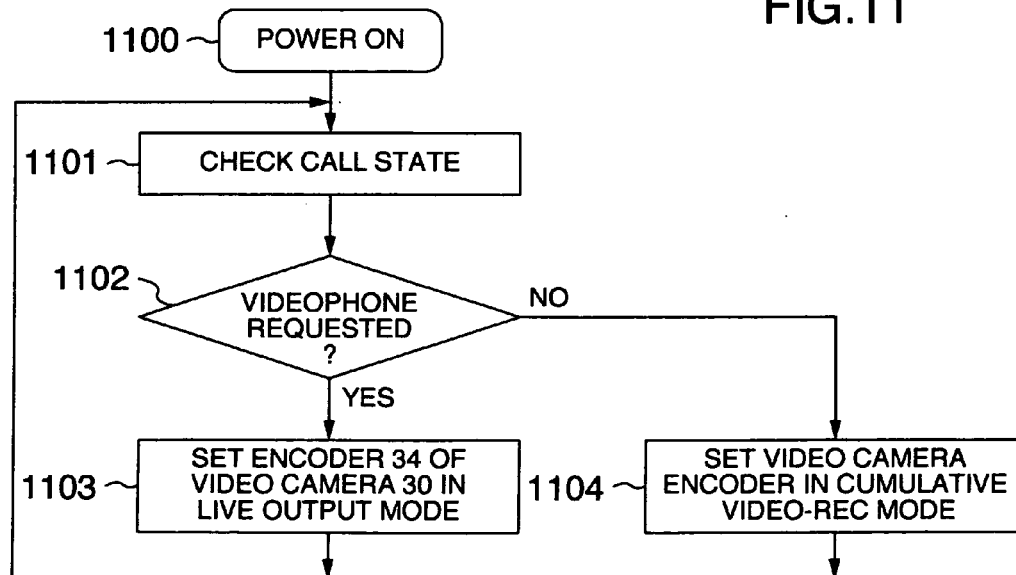 FIG.11
1100
POWER ON
1101
CHECK CALL STATE
1102
VIDEOPHONE
REQUESTED
?
NO
YES
1103
SET ENCODER 34 OF
VIDEO CAMERA 30 IN
LIVE OUTPUT MODE
1104
SET VIDEO CAMERA
ENCODER IN CUMULATIVE
VIDEO-REC MODE